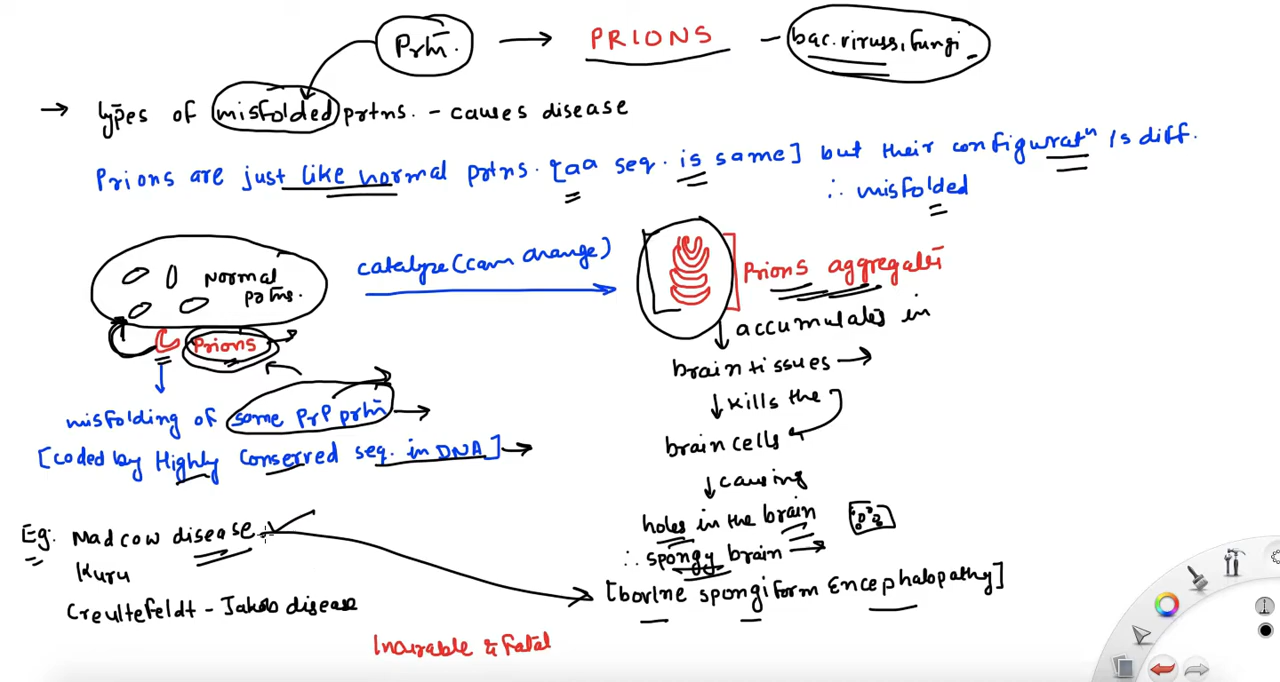 Prtn. → PRIONS - bac. viruss, fungi
→ types of misfolded prtns. - causes disease
Prions are just like normal prtns. [aa seq. is same] but their configuratn is diff.
∴ misfolded
Normal prtns.
catalyze (can change)
Prions aggregates
Prions
accumulates in
brain tissues →
misfolding of some PrP prtn →
↓ kills the
brain cells
[coded by Highly Conserved seq. in DNA] →
↓ causing
holes in the brain
Eg: Mad cow disease
∴ spongy brain →
Kuru
[bovine spongiform Encephalopathy]
Creultefeldt - Jakob disease
Incurable & Fatal